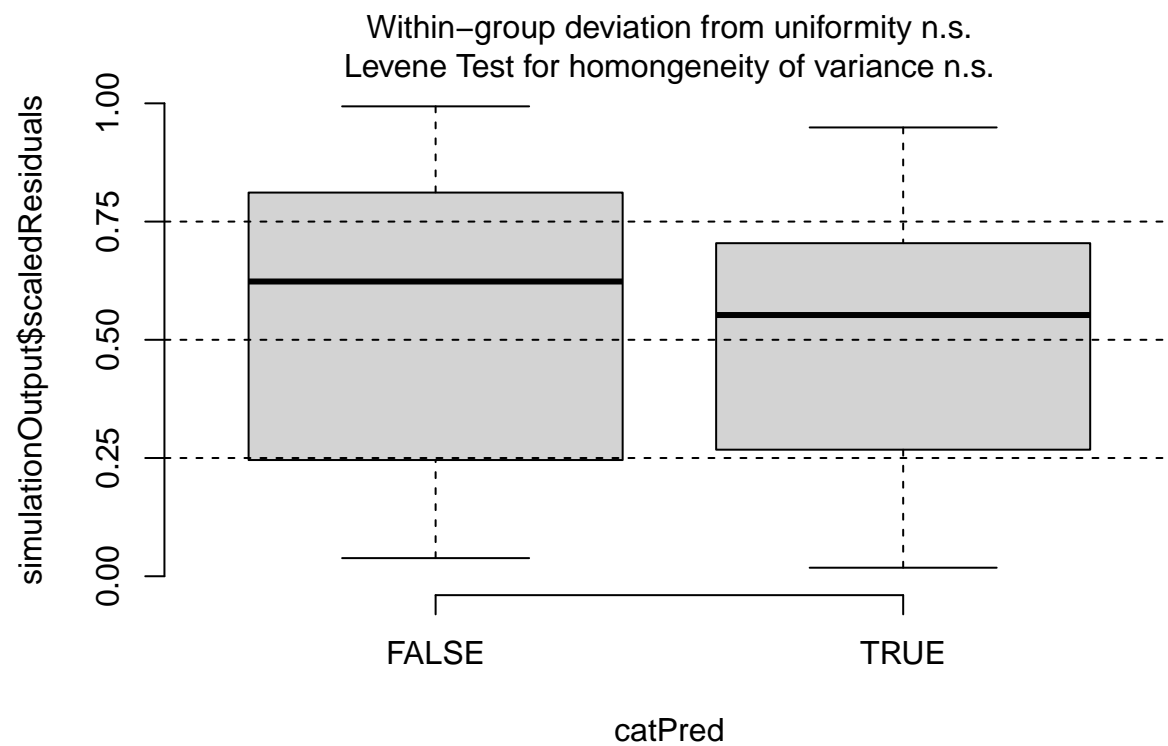 Within−group deviation from uniformity n.s.
Levene Test for homongeneity of variance n.s.
simulationOutput$scaledResiduals
1.00
0.75
0.50
0.25
0.00
FALSE
TRUE
catPred